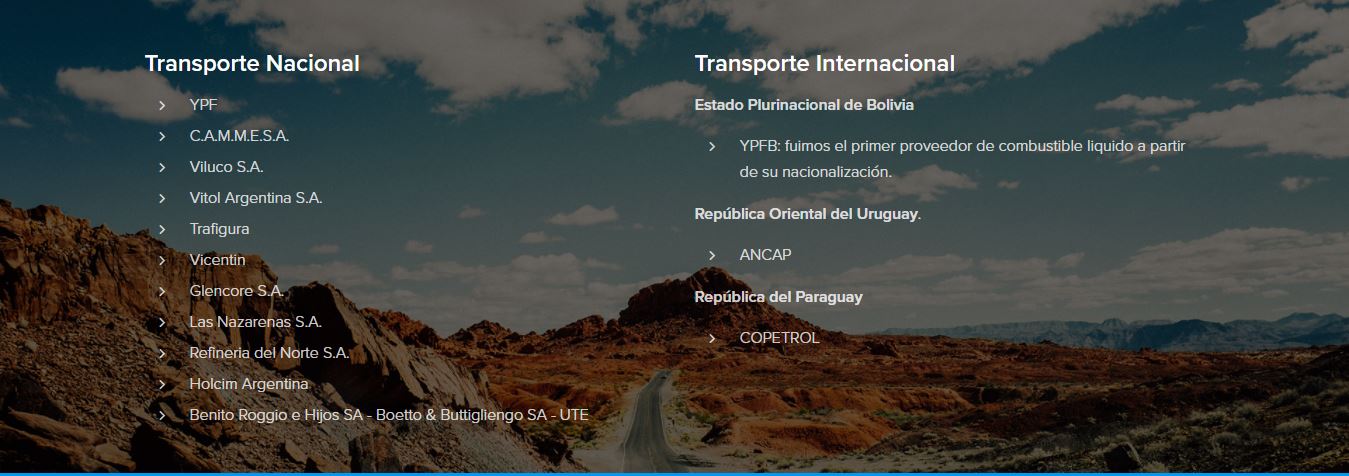 Transporte Nacional
YPF
C.A.M.M.E.S.A.
Viluco S.A.
Vitol Argentina S.A.
Trafigura
Vicentin
Glencore S.A.
Las Nazarenas S.A.
Refineria del Norte S.A.
Holcim Argentina
Benito Roggio e Hijos SA - Boetto & Buttigliengo SA - UTE
Transporte Internacional
Estado Plurinacional de Bolivia
YPFB: fuimos el primer proveedor de combustible liquido a partir
de su nacionalización.
República Oriental del Uruguay.
ANCAP
República del Paraguay
COPETROL